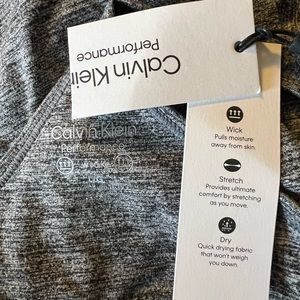 Calvin Klein
Performance
Calvin Klein
Performance
Wick
Pulls moisture
away from skin.
Stretch
Provides ultimate
comfort by stretching
as you move.
Dry
Quick drying fabric
that won't weigh
you down.